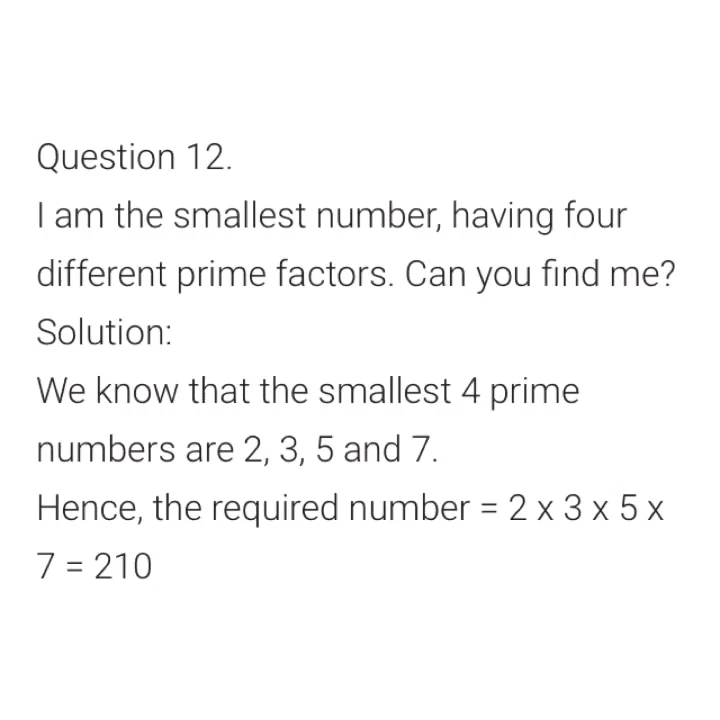 Question 12.
I am the smallest number, having four
different prime factors. Can you find me?
Solution:
We know that the smallest 4 prime
numbers are 2, 3, 5 and 7.
Hence, the required number = 2 x 3 x 5 x
7 = 210